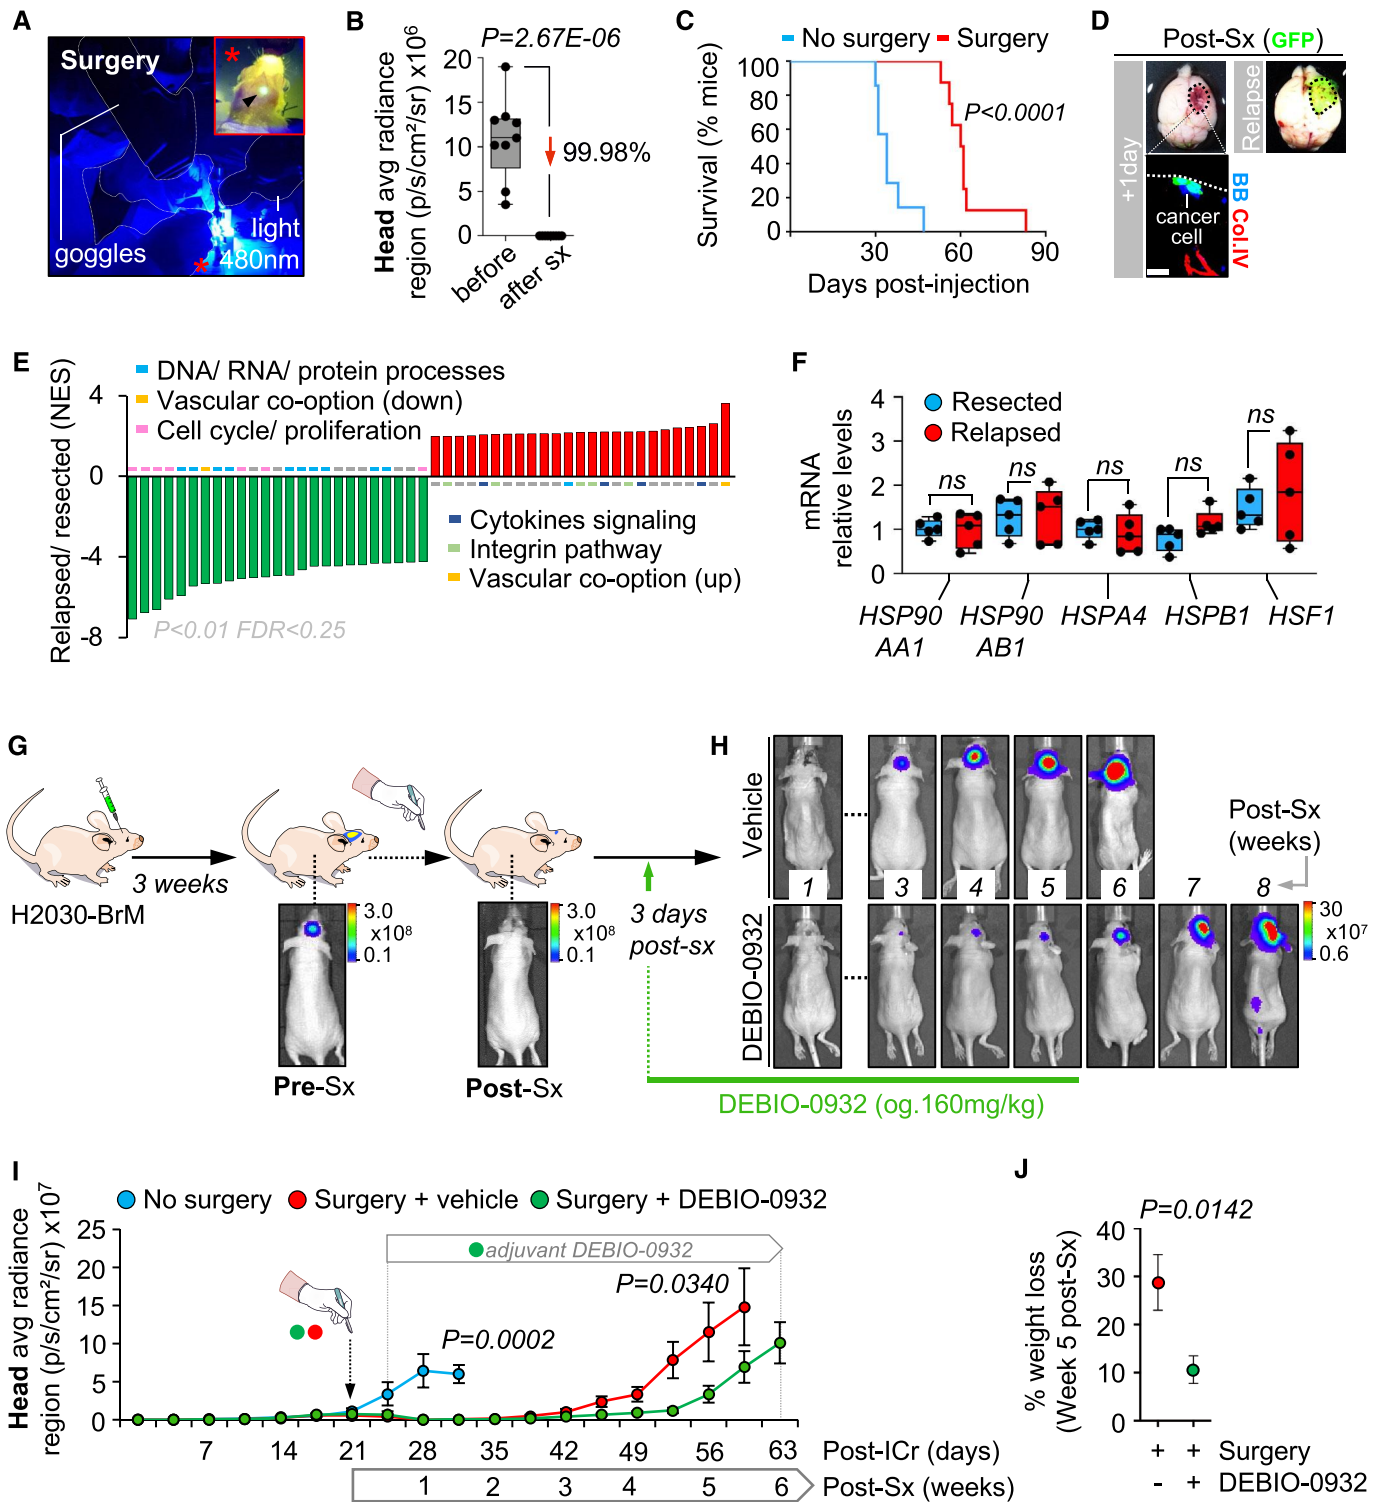 A
Surgery
goggles
light
480nm
*
*
B
P=2.67E-06
Head avg radiance
region (p/s/cm²/sr) x10⁶
20
15
10
5
0
99.98%
before
after sx
C
No surgery
Surgery
Survival (% mice)
100
80
60
40
20
P<0.0001
30
60
90
Days post-injection
D
Post-Sx (GFP)
+1day
Relapse
cancer
cell
BB Col.IV
E
Relapsed/ resected (NES)
4
0
-4
-8
DNA/ RNA/ protein processes
Vascular co-option (down)
Cell cycle/ proliferation
Cytokines signaling
Integrin pathway
Vascular co-option (up)
P<0.01 FDR<0.25
F
mRNA
relative levels
4
3
2
1
0
Resected
Relapsed
ns
ns
ns
ns
ns
HSP90
AA1
HSP90
AB1
HSPA4
HSPB1
HSF1
G
H2030-BrM
3 weeks
3.0
x10⁸
0.1
Pre-Sx
3.0
x10⁸
0.1
Post-Sx
3 days
post-sx
H
Vehicle
DEBIO-0932
1
3
4
5
6
7
8
Post-Sx
(weeks)
30
x10⁷
0.6
DEBIO-0932 (og.160mg/kg)
I
No surgery
Surgery + vehicle
Surgery + DEBIO-0932
Head avg radiance
region (p/s/cm²/sr) x10⁷
25
20
15
10
5
0
adjuvant DEBIO-0932
P=0.0340
P=0.0002
7
14
21
28
35
42
49
56
63
Post-ICr (days)
1
2
3
4
5
6
Post-Sx (weeks)
J
P=0.0142
% weight loss
(Week 5 post-Sx)
40
30
20
10
0
+ + Surgery
- + DEBIO-0932